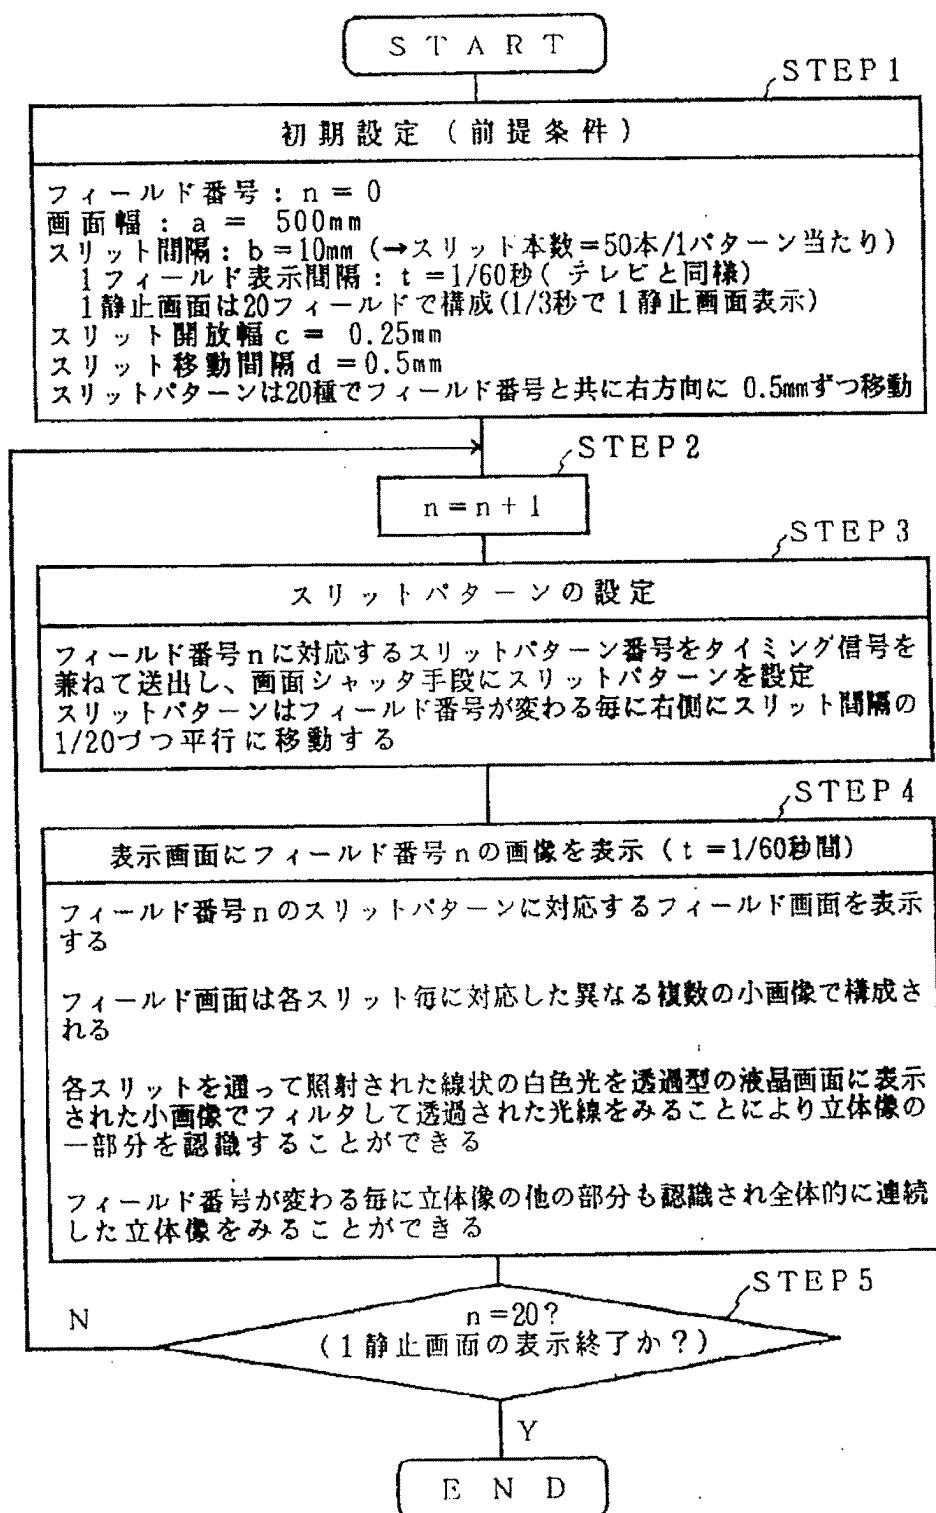 START
STEP1
初期設定（前提条件）
フィールド番号：n＝0
画面幅：a＝ 500mm
スリット間隔：b＝10mm（→スリット本数＝50本/1パターン当たり）
1フィールド表示間隔：t＝1/60秒（テレビと同様）
1静止画面は20フィールドで構成(1/3秒で1静止画面表示)
スリット開放幅c＝ 0.25mm
スリット移動間隔d＝0.5mm
スリットパターンは20種でフィールド番号と共に右方向に 0.5mmずつ移動
STEP2
n＝n＋1
STEP3
スリットパターンの設定
フィールド番号nに対応するスリットパターン番号をタイミング信号を
兼ねて送出し、画面シャッタ手段にスリットパターンを設定
スリットパターンはフィールド番号が変わる毎に右側にスリット間隔の
1/20づつ平行に移動する
STEP4
表示画面にフィールド番号nの画像を表示（t＝1/60秒間）
フィールド番号nのスリットパターンに対応するフィールド画面を表示
する
フィールド画面は各スリット毎に対応した異なる複数の小画像で構成さ
れる
各スリットを通って照射された線状の白色光を透過型の液晶画面に表示
された小画像でフィルタして透過された光線をみることにより立体像の
一部分を認識することができる
フィールド番号が変わる毎に立体像の他の部分も認識され全体的に連続
した立体像をみることができる
STEP5
N
n＝20？
（1静止画面の表示終了か？）
Y
END